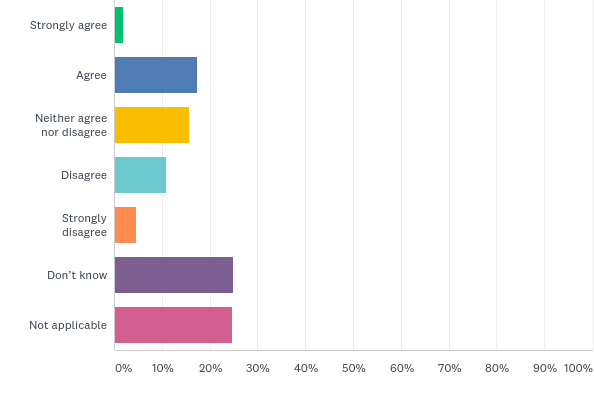 Strongly agree
Agree
Neither agree
nor disagree
Disagree
Strongly
disagree
Don't know
Not applicable
0% 10% 20% 30% 40% 50% 60% 70% 80% 90% 100%